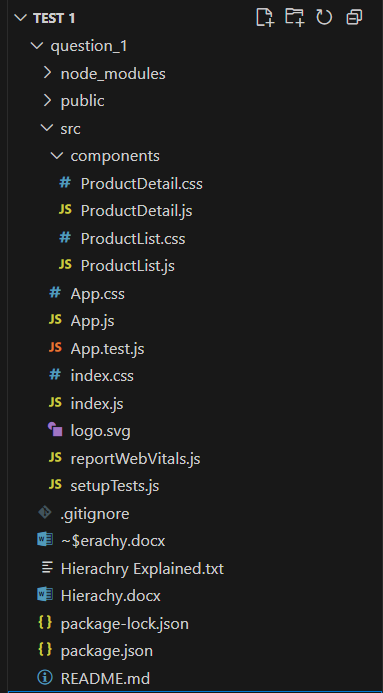 TEST 1
question_1
node_modules
public
src
components
# ProductDetail.css
JS ProductDetail.js
# ProductList.css
JS ProductList.js
# App.css
JS App.js
JS App.test.js
# index.css
JS index.js
logo.svg
JS reportWebVitals.js
JS setupTests.js
.gitignore
~$erachy.docx
Hierachry Explained.txt
Hierachy.docx
{} package-lock.json
{} package.json
README.md